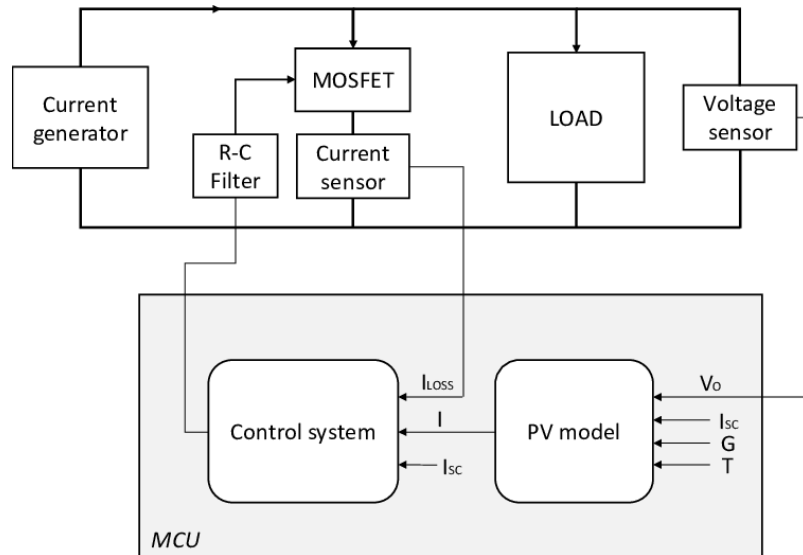 Current
generator
MOSFET
R-C
Filter
Current
sensor
LOAD
Voltage
sensor
Control system
ILOSS
I
ISC
PV model
VO
ISC
G
T
MCU